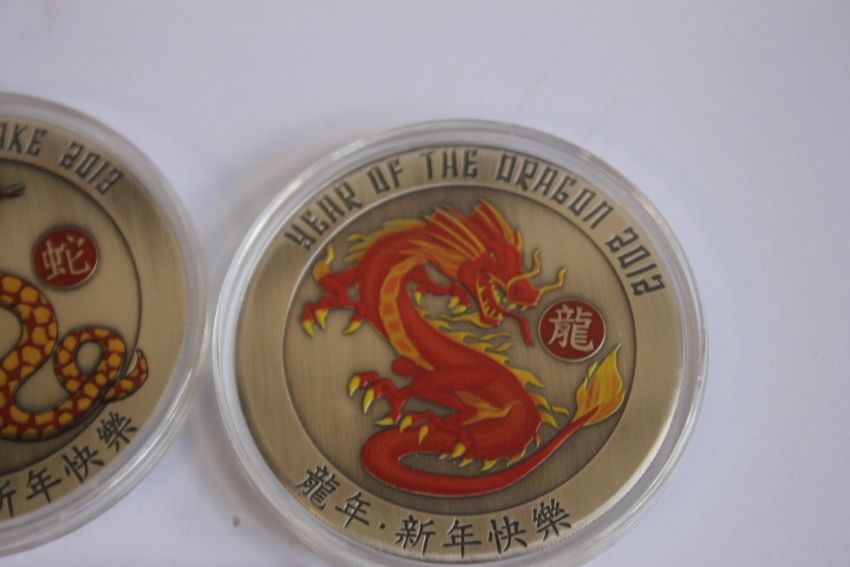 AKE 2013
蛇
新年快樂
YEAR OF THE DRAGON 2012
龍
龍年·新年快樂